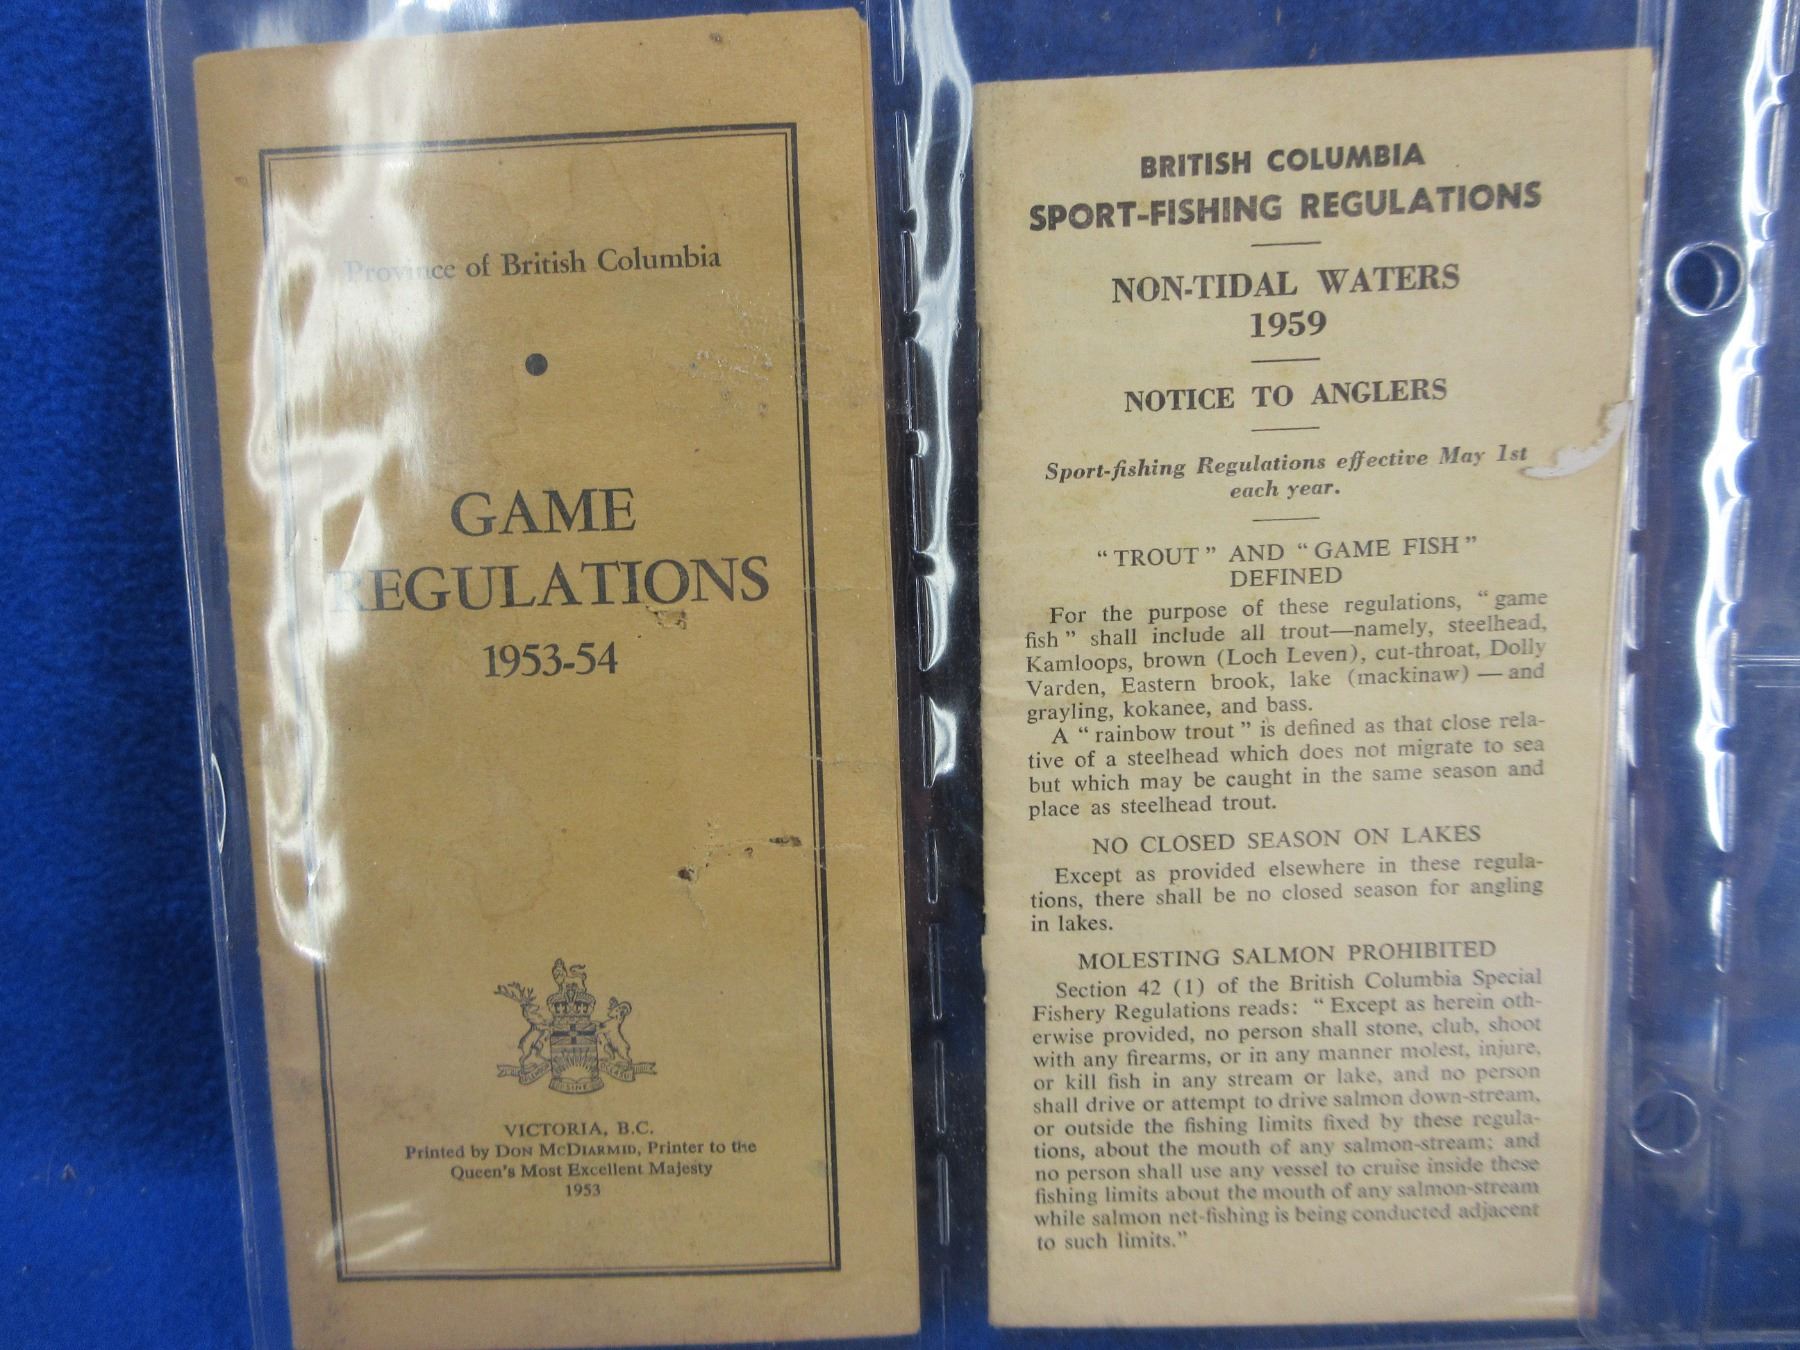 Province of British Columbia
GAME
REGULATIONS
1953-54
VICTORIA, B.C.
Printed by DON MCDIARMID, Printer to the
Queen's Most Excellent Majesty
1953
BRITISH COLUMBIA
SPORT-FISHING REGULATIONS
NON-TIDAL WATERS
1959
NOTICE TO ANGLERS
Sport-fishing Regulations effective May 1st
each year.
"TROUT" AND "GAME FISH"
DEFINED
For the purpose of these regulations, "game
fish" shall include all trout—namely, steelhead,
Kamloops, brown (Loch Leven), cut-throat, Dolly
Varden, Eastern brook, lake (mackinaw) — and
grayling, kokanee, and bass.
A "rainbow trout" is defined as that close rela-
tive of a steelhead which does not migrate to sea
but which may be caught in the same season and
place as steelhead trout.
NO CLOSED SEASON ON LAKES
Except as provided elsewhere in these regula-
tions, there shall be no closed season for angling
in lakes.
MOLESTING SALMON PROHIBITED
Section 42 (1) of the British Columbia Special
Fishery Regulations reads: "Except as herein oth-
erwise provided, no person shall stone, club, shoot
with any firearms, or in any manner molest, injure,
or kill fish in any stream or lake, and no person
shall drive or attempt to drive salmon down-stream,
or outside the fishing limits fixed by these regula-
tions, about the mouth of any salmon-stream; and
no person shall use any vessel to cruise inside these
fishing limits about the mouth of any salmon-stream
while salmon net-fishing is being conducted adjacent
to such limits."